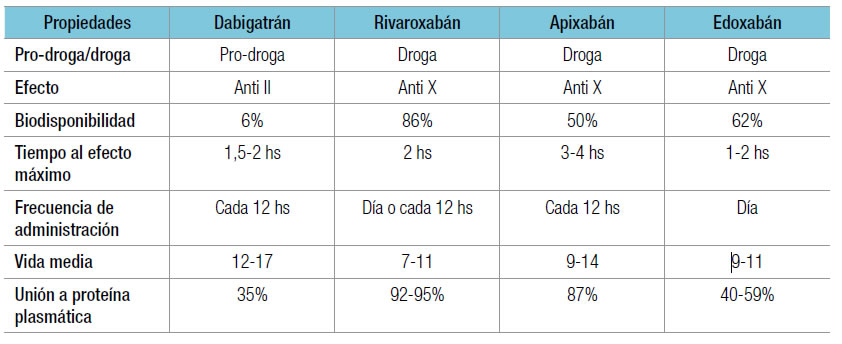 Propiedades Dabigatrán Rivaroxabán Apixabán Edoxabán
Pro-droga/droga Pro-droga Droga Droga Droga
Efecto Anti II Anti X Anti X Anti X
Biodisponibilidad 6% 86% 50% 62%
Tiempo al efecto 1,5-2 hs 2 hs 3-4 hs 1-2 hs
máximo
Frecuencia de Cada 12 hs Día o cada 12 hs Cada 12 hs Día
administración
Vida media 12-17 7-11 9-14 9-11
Unión a proteína 35% 92-95% 87% 40-59%
plasmática